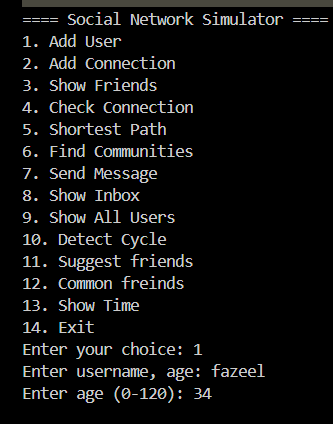 ==== Social Network Simulator ====
1. Add User
2. Add Connection
3. Show Friends
4. Check Connection
5. Shortest Path
6. Find Communities
7. Send Message
8. Show Inbox
9. Show All Users
10. Detect Cycle
11. Suggest friends
12. Common freinds
13. Show Time
14. Exit
Enter your choice: 1
Enter username, age: fazeel
Enter age (0-120): 34